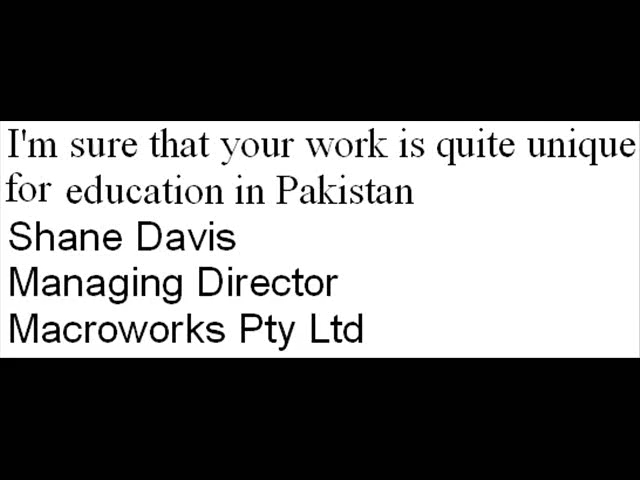 I'm sure that your work is quite unique
for education in Pakistan
Shane Davis
Managing Director
Macroworks Pty Ltd